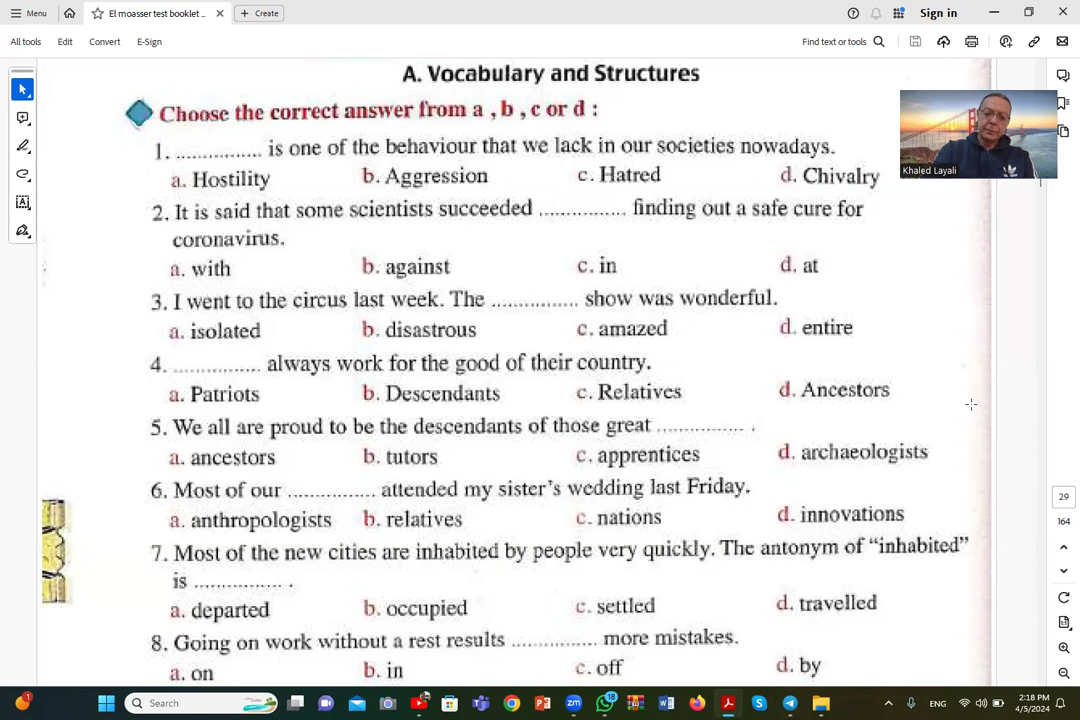 Menu
El moasser test booklet ...
Create
Sign in
All tools
Edit
Convert
E-Sign
Find text or tools
A. Vocabulary and Structures
Choose the correct answer from a , b , c or d :
1. ............... is one of the behaviour that we lack in our societies nowadays.
a. Hostility b. Aggression c. Hatred d. Chivalry
2. It is said that some scientists succeeded ............... finding out a safe cure for
coronavirus.
a. with b. against c. in d. at
3. I went to the circus last week. The ............... show was wonderful.
a. isolated b. disastrous c. amazed d. entire
4. ............... always work for the good of their country.
a. Patriots b. Descendants c. Relatives d. Ancestors
5. We all are proud to be the descendants of those great ............... .
a. ancestors b. tutors c. apprentices d. archaeologists
6. Most of our ............... attended my sister's wedding last Friday.
a. anthropologists b. relatives c. nations d. innovations
7. Most of the new cities are inhabited by people very quickly. The antonym of “inhabited”
is ............... .
a. departed b. occupied c. settled d. travelled
8. Going on work without a rest results ............... more mistakes.
a. on b. in c. off d. by
Khaled Layali
29
164
1
Search
18
ENG
2:18 PM
4/5/2024